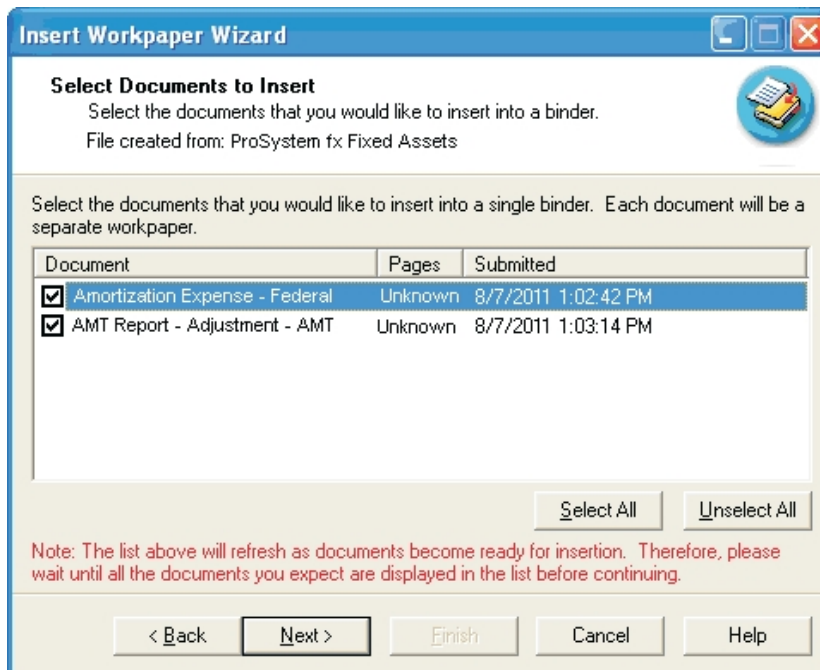 Insert Workpaper Wizard
Select Documents to Insert
Select the documents that you would like to insert into a binder.
File created from: ProSystem fx Fixed Assets
Select the documents that you would like to insert into a single binder. Each document will be a
separate workpaper.
Document Pages Submitted
Amortization Expense - Federal Unknown 8/7/2011 1:02:42 PM
AMT Report - Adjustment - AMT Unknown 8/7/2011 1:03:14 PM
Select All Unselect All
Note: The list above will refresh as documents become ready for insertion. Therefore, please
wait until all the documents you expect are displayed in the list before continuing.
< Back Next > Finish Cancel Help